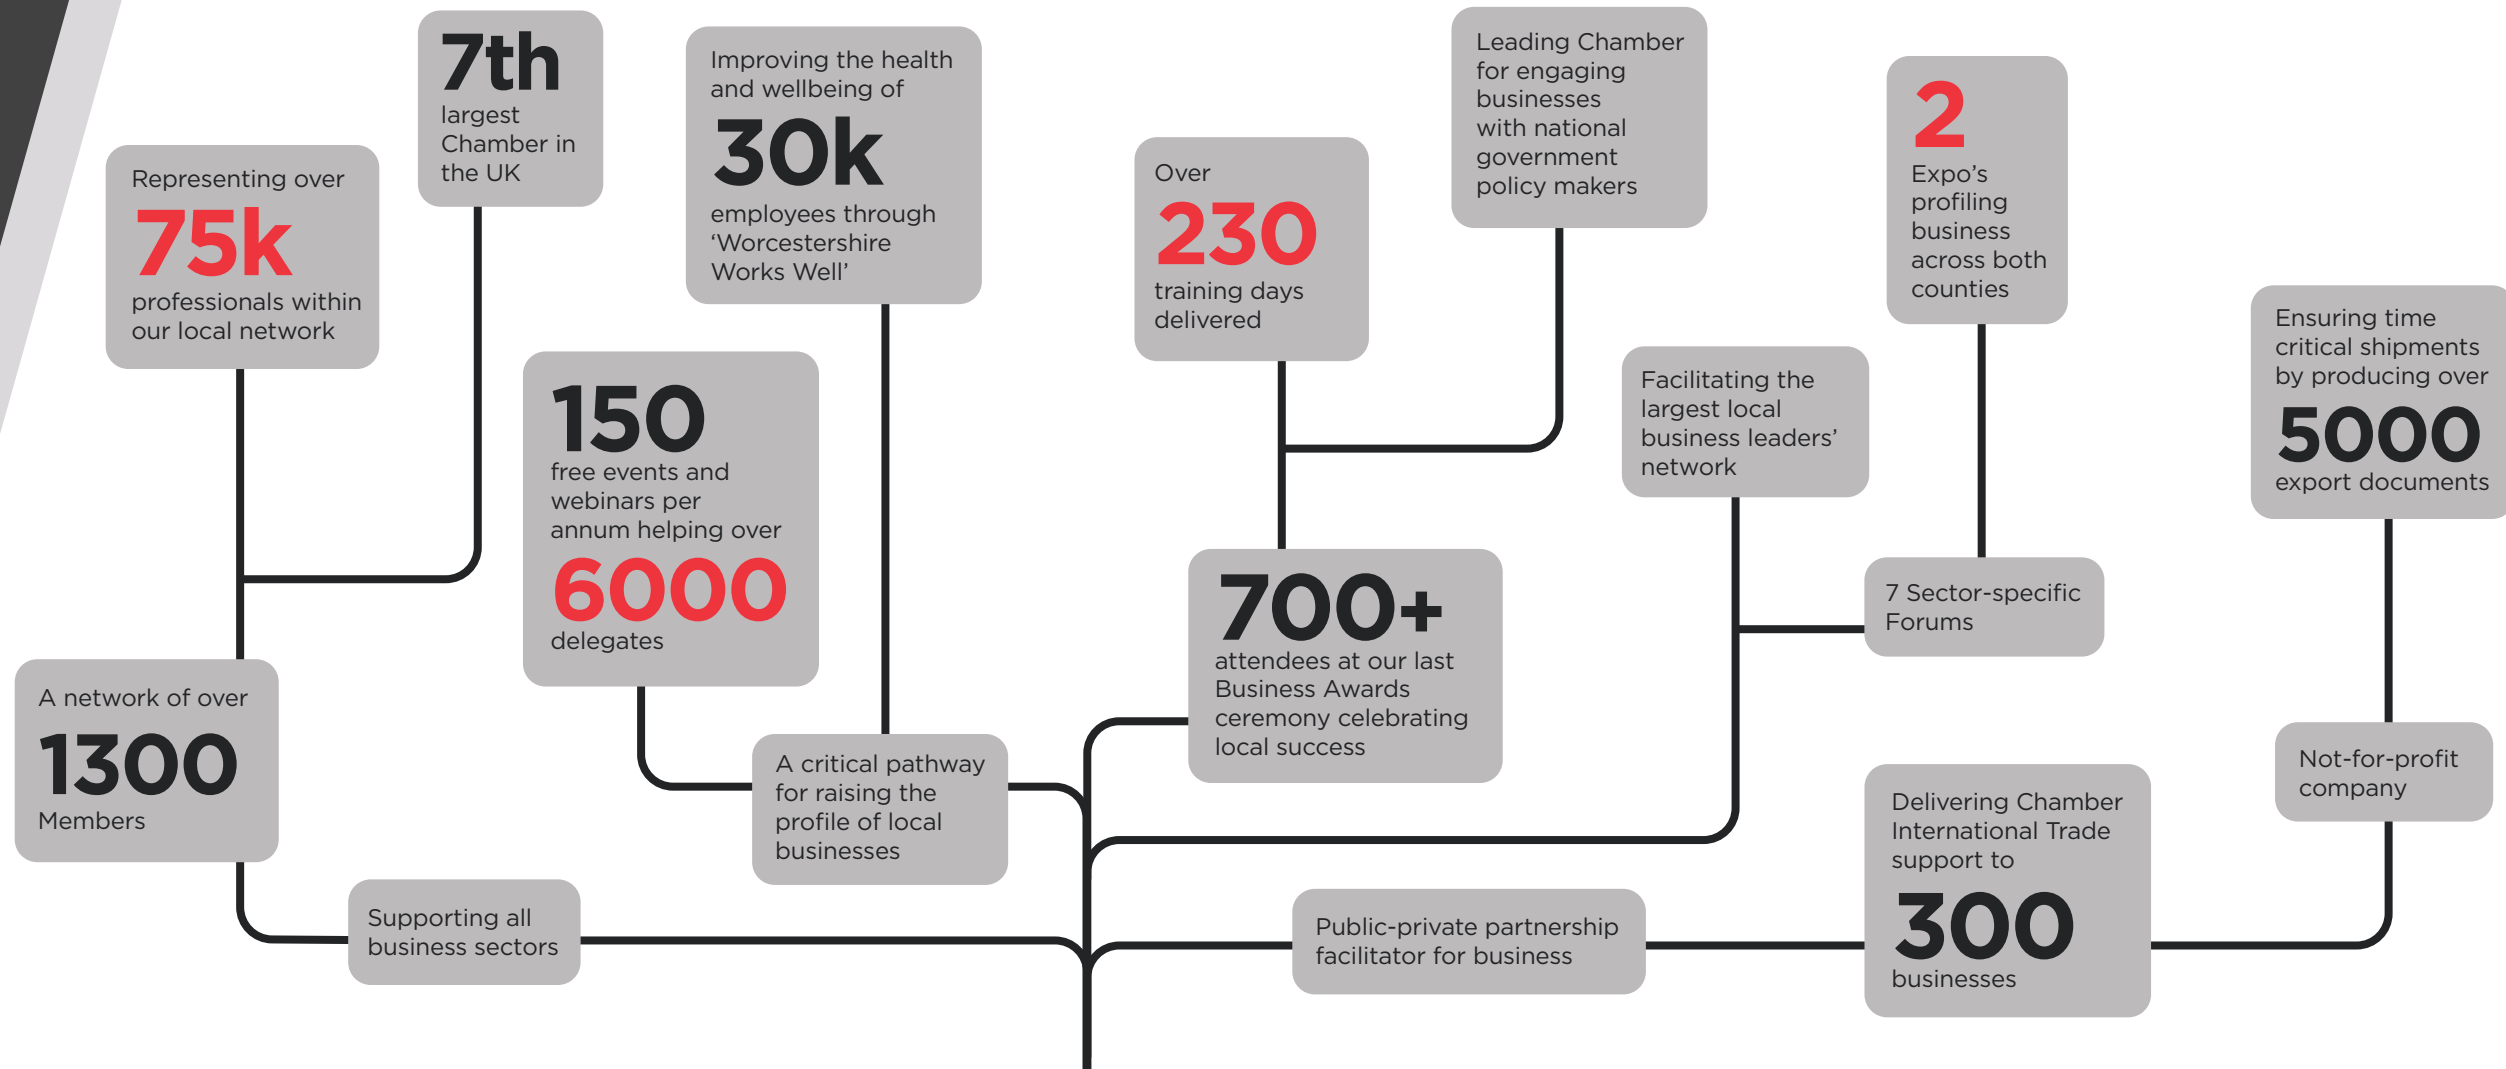 7th
largest
Chamber in
the UK
Improving the health
and wellbeing of
30k
employees through
‘Worcestershire
Works Well’
Leading Chamber
for engaging
businesses
with national
government
policy makers
2
Expo’s
profiling
business
across both
counties
Representing over
75k
professionals within
our local network
Over
230
training days
delivered
Ensuring time
critical shipments
by producing over
5000
export documents
150
free events and
webinars per
annum helping over
6000
delegates
Facilitating the
largest local
business leaders’
network
700+
attendees at our last
Business Awards
ceremony celebrating
local success
7 Sector-specific
Forums
A network of over
1300
Members
A critical pathway
for raising the
profile of local
businesses
Not-for-profit
company
Delivering Chamber
International Trade
support to
300
businesses
Supporting all
business sectors
Public-private partnership
facilitator for business